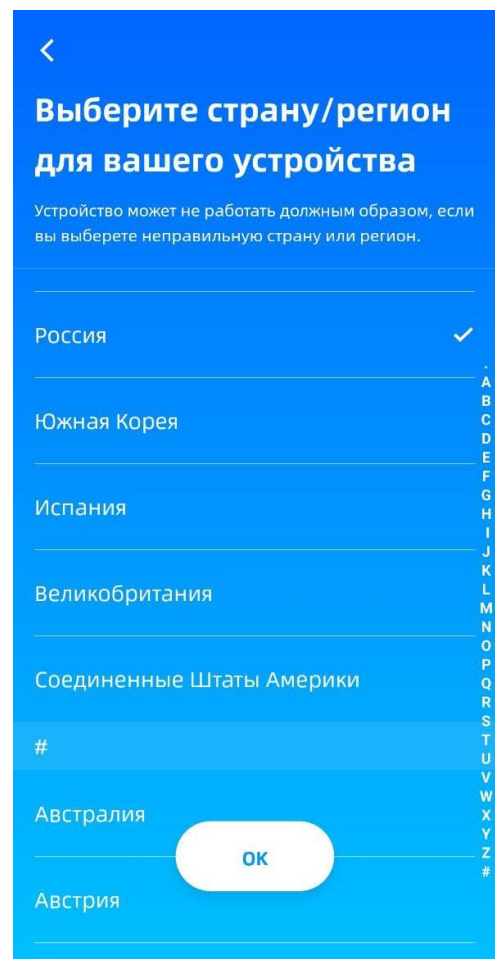 Выберите страну/регион
для вашего устройства
Устройство может не работать должным образом, если
вы выберете неправильную страну или регион.
Россия
Южная Корея
Испания
Великобритания
Соединенные Штаты Америки
#
Австралия
ОК
Австрия
.
A
B
C
D
E
F
G
H
I
J
K
L
M
N
O
P
Q
R
S
T
U
V
W
X
Y
Z
#